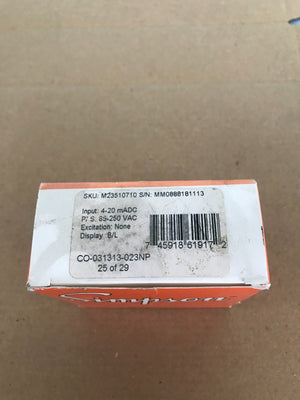 SKU: M23510710 S/N: MM0888181113
Input: 4-20 mADC
P/ S: 85-250 VAC
Excitation: None
Display :B/L
7 45918 61917 2
CO-031313-023NP
25 of 29
Simpson